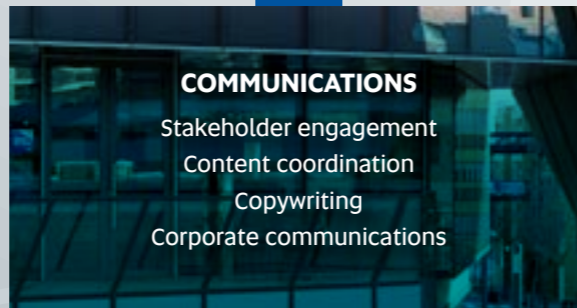 COMMUNICATIONS
Stakeholder engagement
Content coordination
Copywriting
Corporate communications